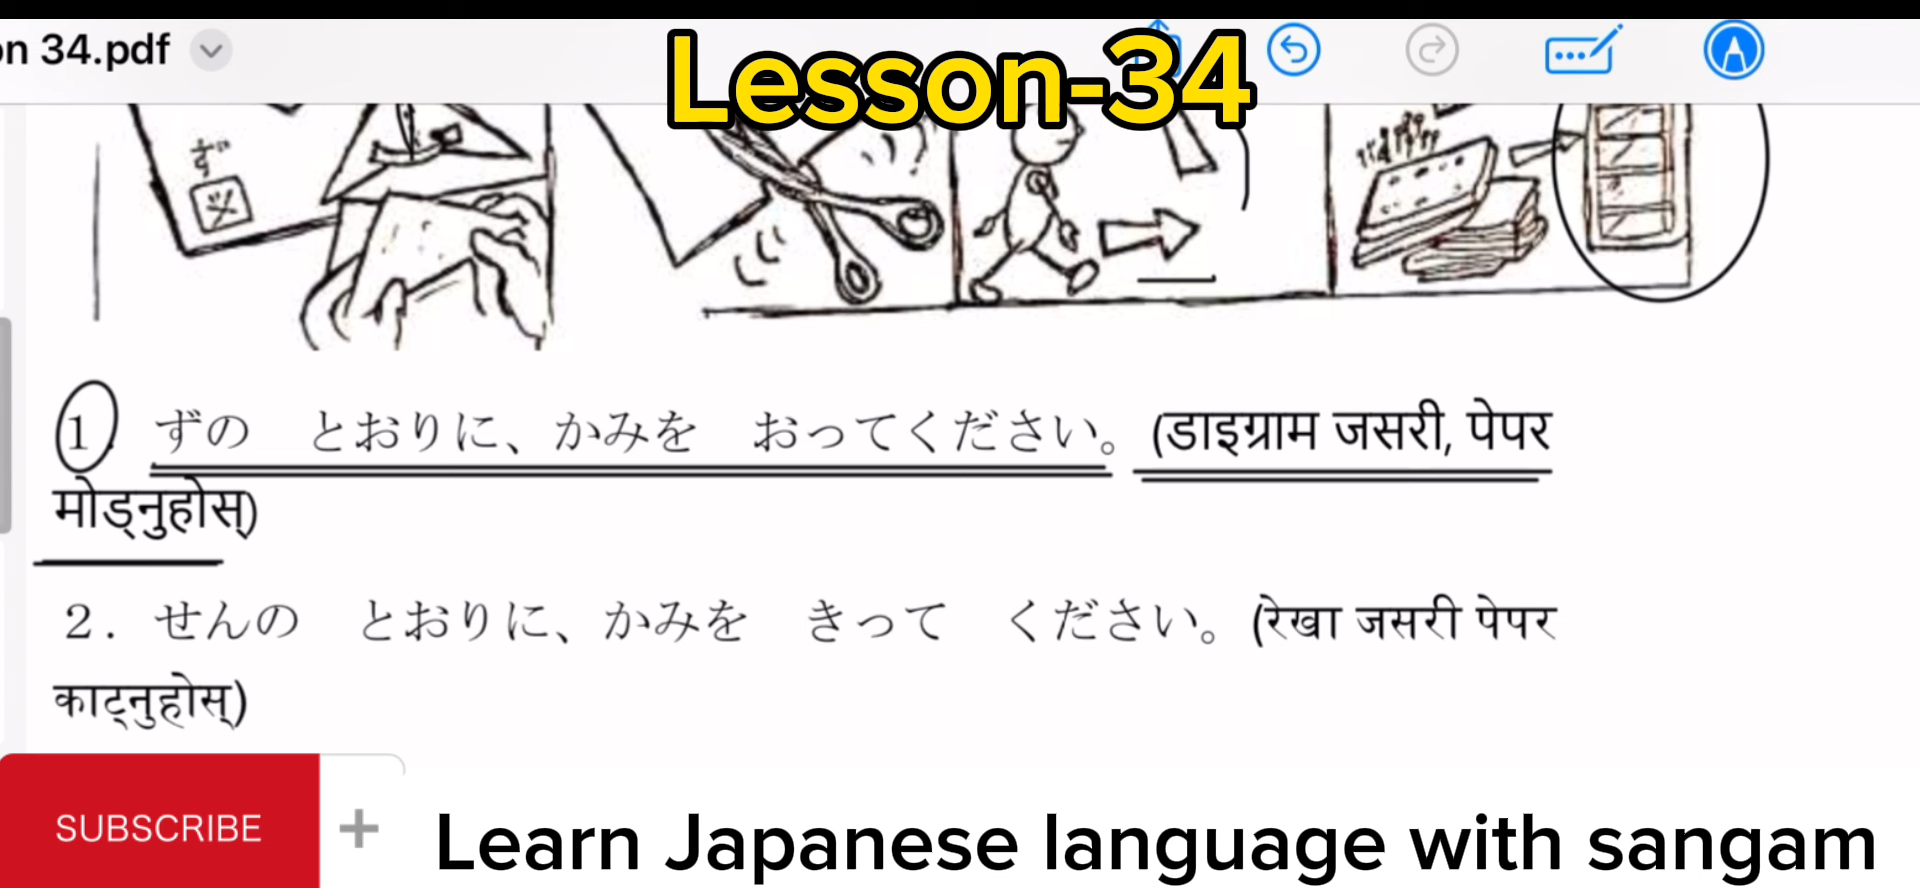 n 34.pdf
Lesson-34
ず
1. ずの とおりに、かみを おってください。(डाइग्राम जसरी, पेपर
मोड्नुहोस्)
2. せんの とおりに、かみを きって ください。(रेखा जसरी पेपर
काट्नुहोस्)
SUBSCRIBE +
Learn Japanese language with sangam